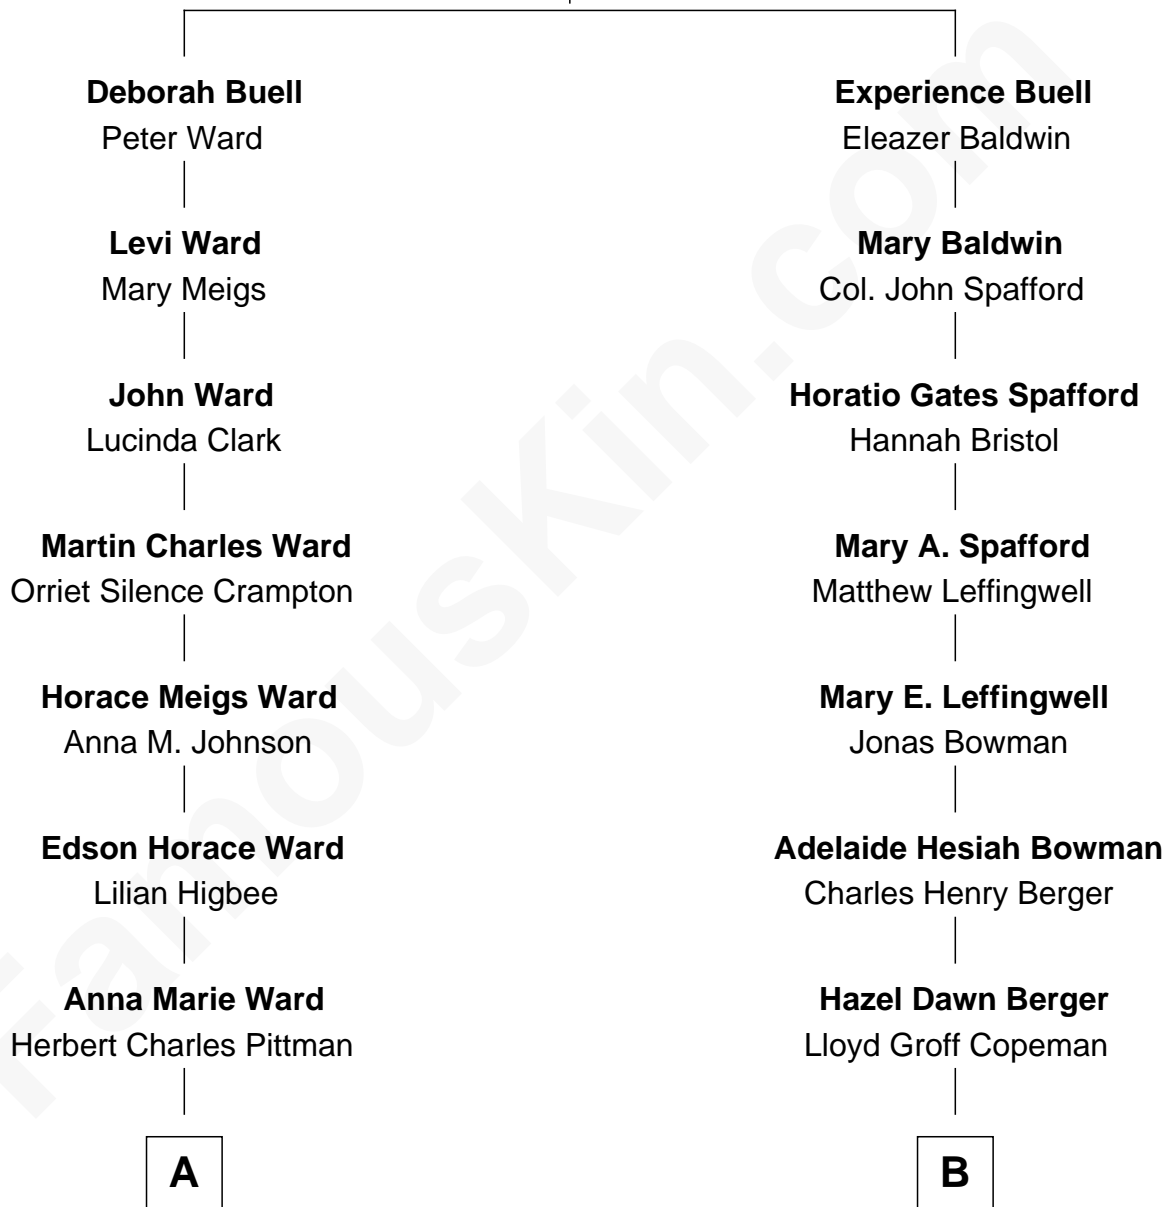 Deborah Buell
Peter Ward
Levi Ward
Mary Meigs
John Ward
Lucinda Clark
Martin Charles Ward
Orriet Silence Crampton
Horace Meigs Ward
Anna M. Johnson
Edson Horace Ward
Lilian Higbee
Anna Marie Ward
Herbert Charles Pittman
A
Experience Buell
Eleazer Baldwin
Mary Baldwin
Col. John Spafford
Horatio Gates Spafford
Hannah Bristol
Mary A. Spafford
Matthew Leffingwell
Mary E. Leffingwell
Jonas Bowman
Adelaide Hesiah Bowman
Charles Henry Berger
Hazel Dawn Berger
Lloyd Groff Copeman
B
FamousKin.com